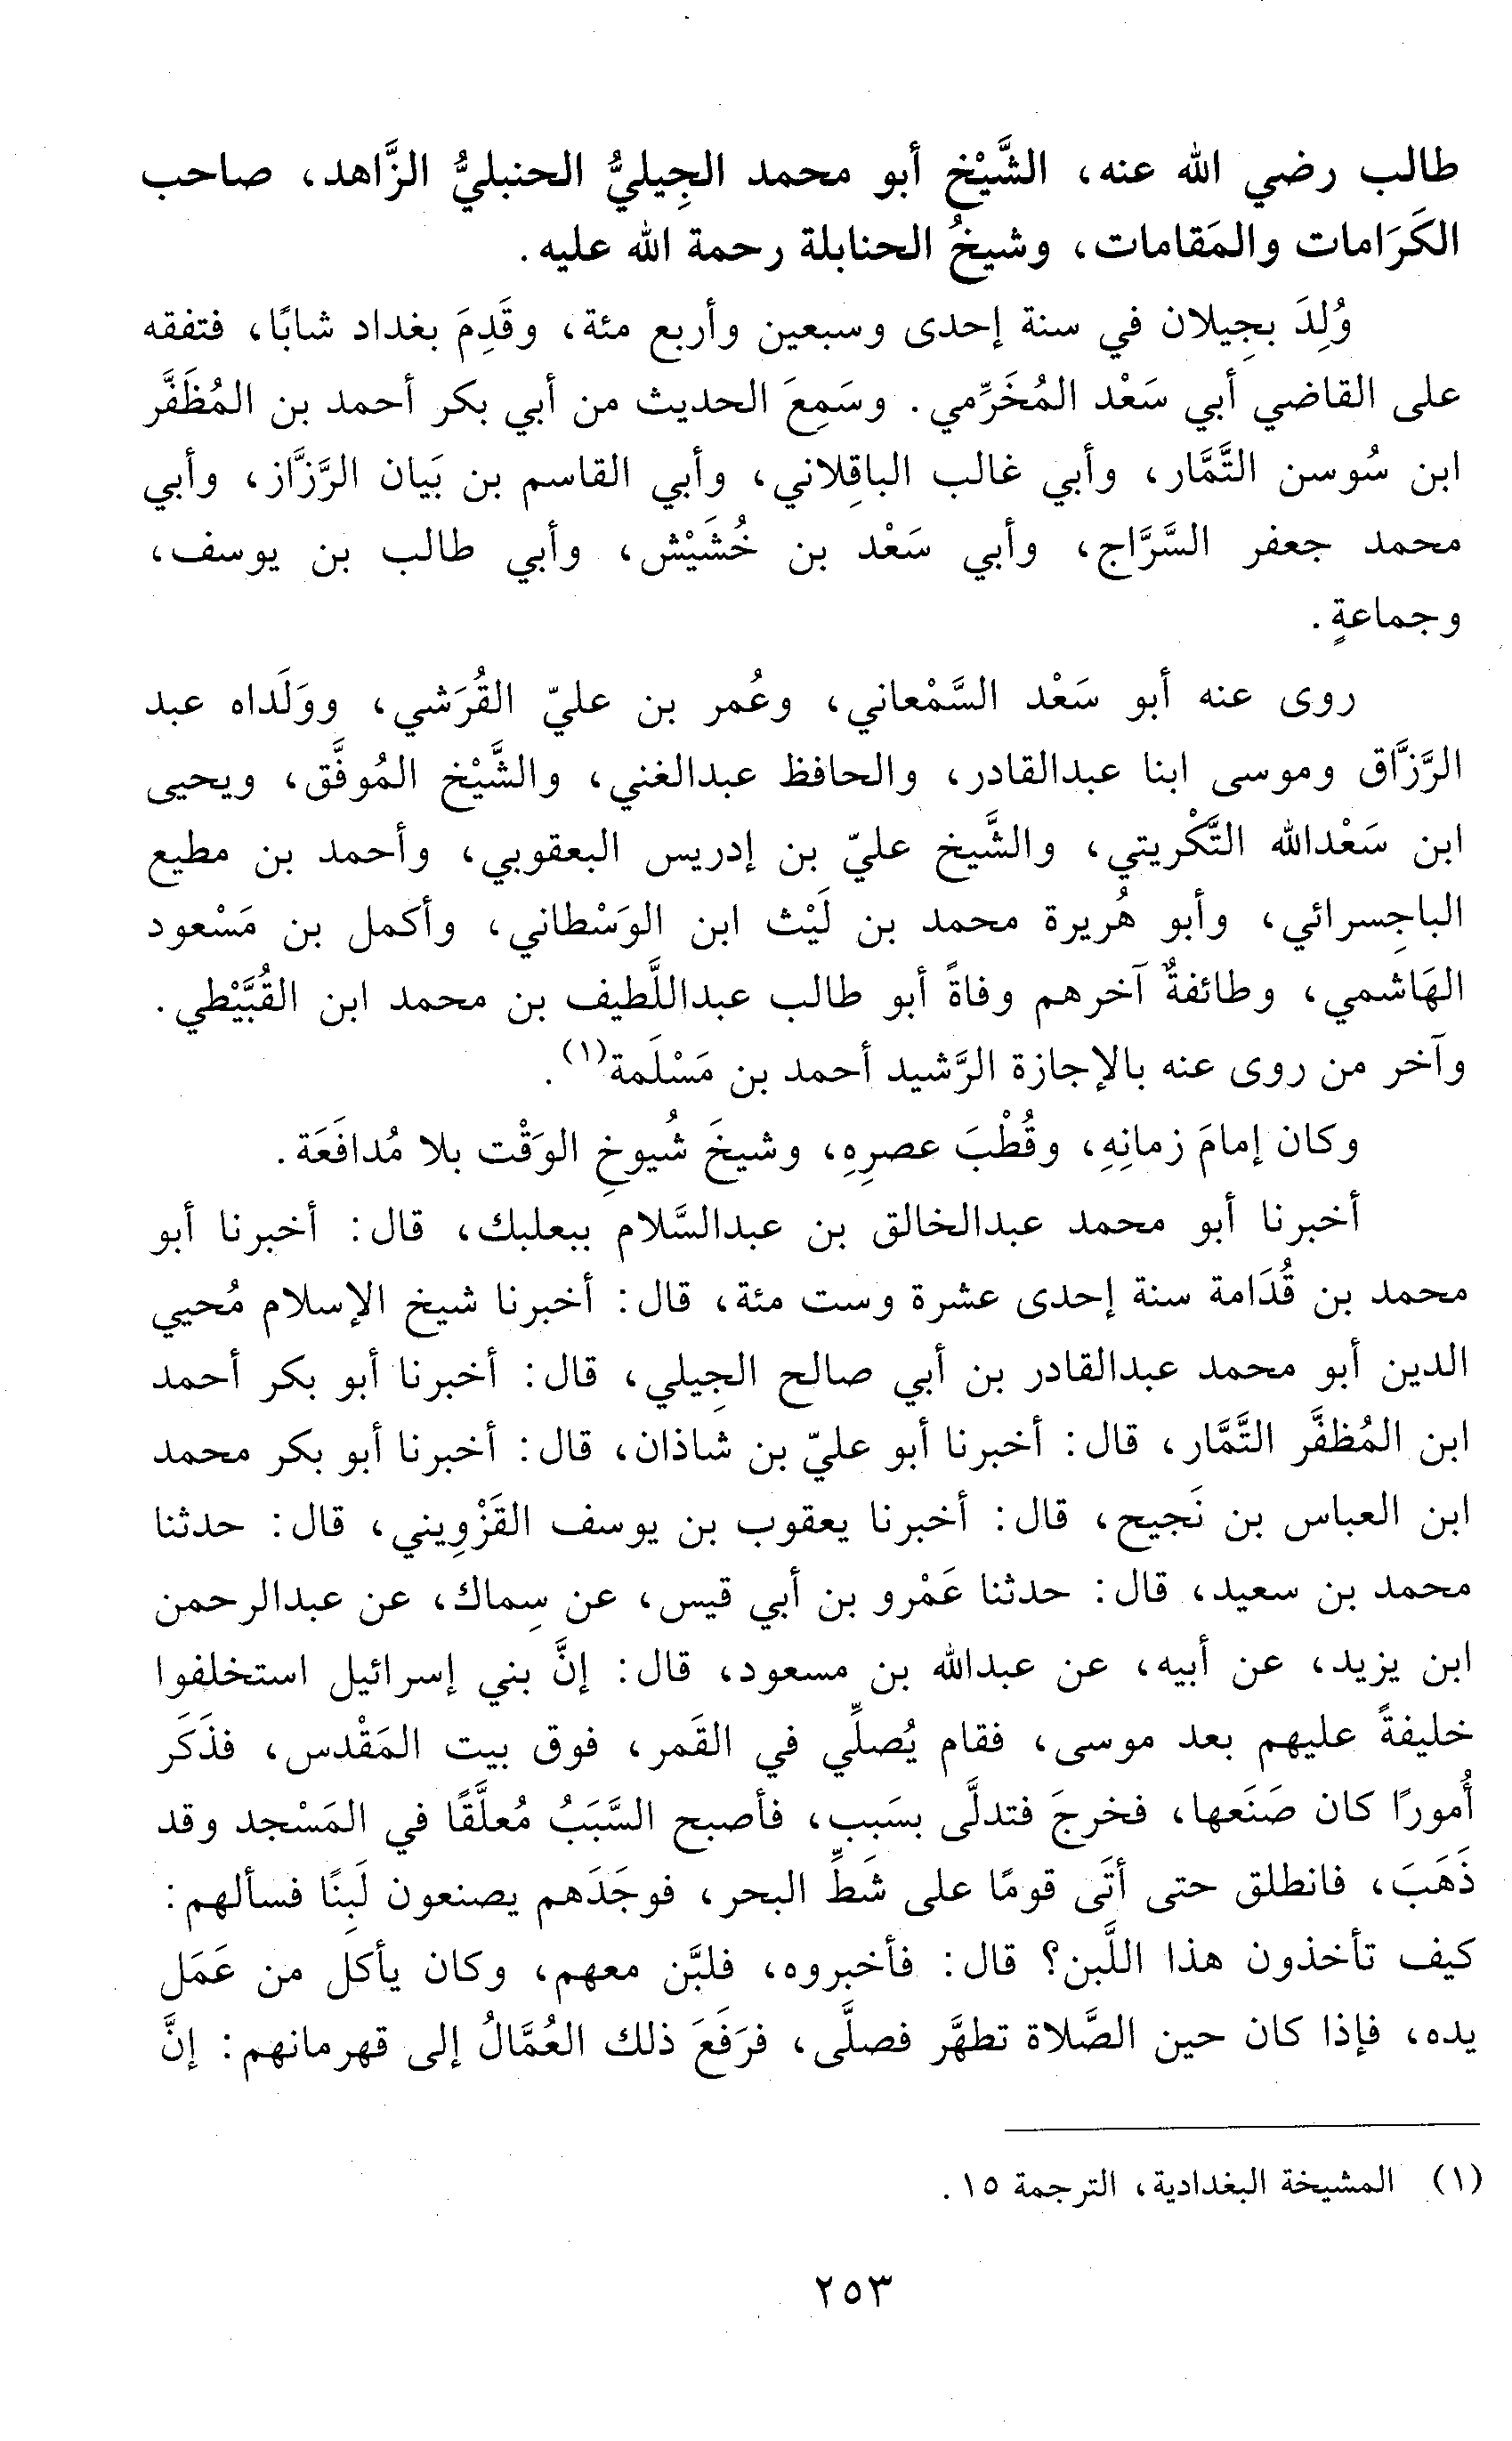 طالب رضي الله عنه، الشَّيْخ أبو محمد الجِيليُّ الحنبليُّ الزَّاهد، صاحب
الكَرَامات والمَقامات، وشيخُ الحنابلة رحمة الله عليه.
وُلِدَ بجِيلان في سنة إحدى وسبعين وأربع مئة، وقَدِمَ بغداد شابًا، فتفقه
على القاضي أبي سَعْد المُخَرِّمي. وسَمِعَ الحديث من أبي بكر أحمد بن المُظَفَّر
ابن سُوسن التَّمَّار، وأبي غالب الباقِلاني، وأبي القاسم بن بَيان الرَّزَّاز، وأبي
محمد جعفر السَّرَّاج، وأبي سَعْد بن خُشَيْش، وأبي طالب بن يوسف،
وجماعةٍ.
روى عنه أبو سَعْد السَّمْعاني، وعُمر بن عليّ القُرَشي، ووَلَداه عبد
الرَّزَّاق وموسى ابنا عبدالقادر، والحافظ عبدالغني، والشَّيْخ المُوفَّق، ويحيى
ابن سَعْدالله التَّكْريتي، والشَّيخ عليّ بن إدريس البعقوبي، وأحمد بن مطيع
الباجِسرائي، وأبو هُريرة محمد بن لَيْث ابن الوَسْطاني، وأكمل بن مَسْعود
الهَاشمي، وطائفةٌ آخرهم وفاةً أبو طالب عبداللَّطيف بن محمد ابن القُبَّيْطي.
وآخر من روى عنه بالإجازة الرَّشيد أحمد بن مَسْلَمة(١).
وكان إمامَ زمانِهِ، وقُطْبَ عصرِهِ، وشيخَ شُيوخِ الوَقْت بلا مُدافَعَة.
أخبرنا أبو محمد عبدالخالق بن عبدالسَّلام ببعلبك، قال: أخبرنا أبو
محمد بن قُدَامة سنة إحدى عشرة وست مئة، قال: أخبرنا شيخ الإسلام مُحيي
الدين أبو محمد عبدالقادر بن أبي صالح الجِيلي، قال: أخبرنا أبو بكر أحمد
ابن المُظفَّر التَّمَّار، قال: أخبرنا أبو عليّ بن شاذان، قال: أخبرنا أبو بكر محمد
ابن العباس بن نَجيح، قال: أخبرنا يعقوب بن يوسف القَزْوِيني، قال: حدثنا
محمد بن سعيد، قال: حدثنا عَمْرو بن أبي قيس، عن سِماك، عن عبدالرحمن
ابن يزيد، عن أبيه، عن عبدالله بن مسعود، قال: إنَّ بني إسرائيل استخلفوا
خليفةً عليهم بعد موسى، فقام يُصلِّي في القَمر، فوق بيت المَقْدس، فذَكَر
أُمورًا كان صَنَعها، فخرجَ فتدلَّى بسَبب، فأصبح السَّبَبُ مُعلَّقًا في المَسْجد وقد
ذَهَبَ، فانطلق حتى أتَى قومًا على شَطِّ البحر، فوجَدَهم يصنعون لَبِنًا فسألهم:
كيف تأخذون هذا اللَّبن؟ قال: فأخبروه، فلبَّن معهم، وكان يأكل من عَمَل
يده، فإذا كان حين الصَّلاة تطهَّر فصلَّى، فرَفَعَ ذلك العُمَّالُ إلى قهرمانهم: إنَّ
(١) المشيخة البغدادية، الترجمة ١٥.
٢٥٣